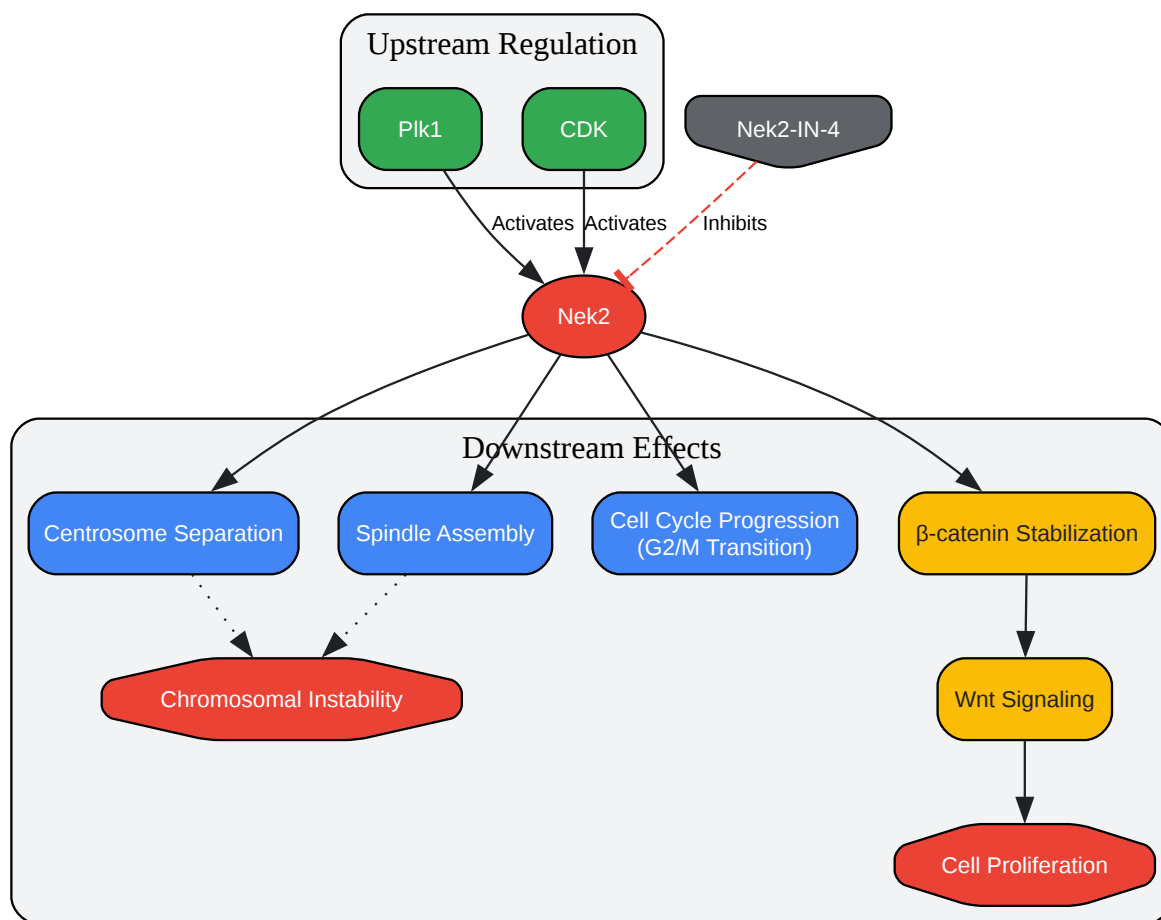 Upstream Regulation
Plk1
CDK
Nek2-IN-4
Activates
Activates
Inhibits
Nek2
Downstream Effects
Centrosome Separation
Spindle Assembly
Cell Cycle Progression
(G2/M Transition)
β-catenin Stabilization
Chromosomal Instability
Wnt Signaling
Cell Proliferation